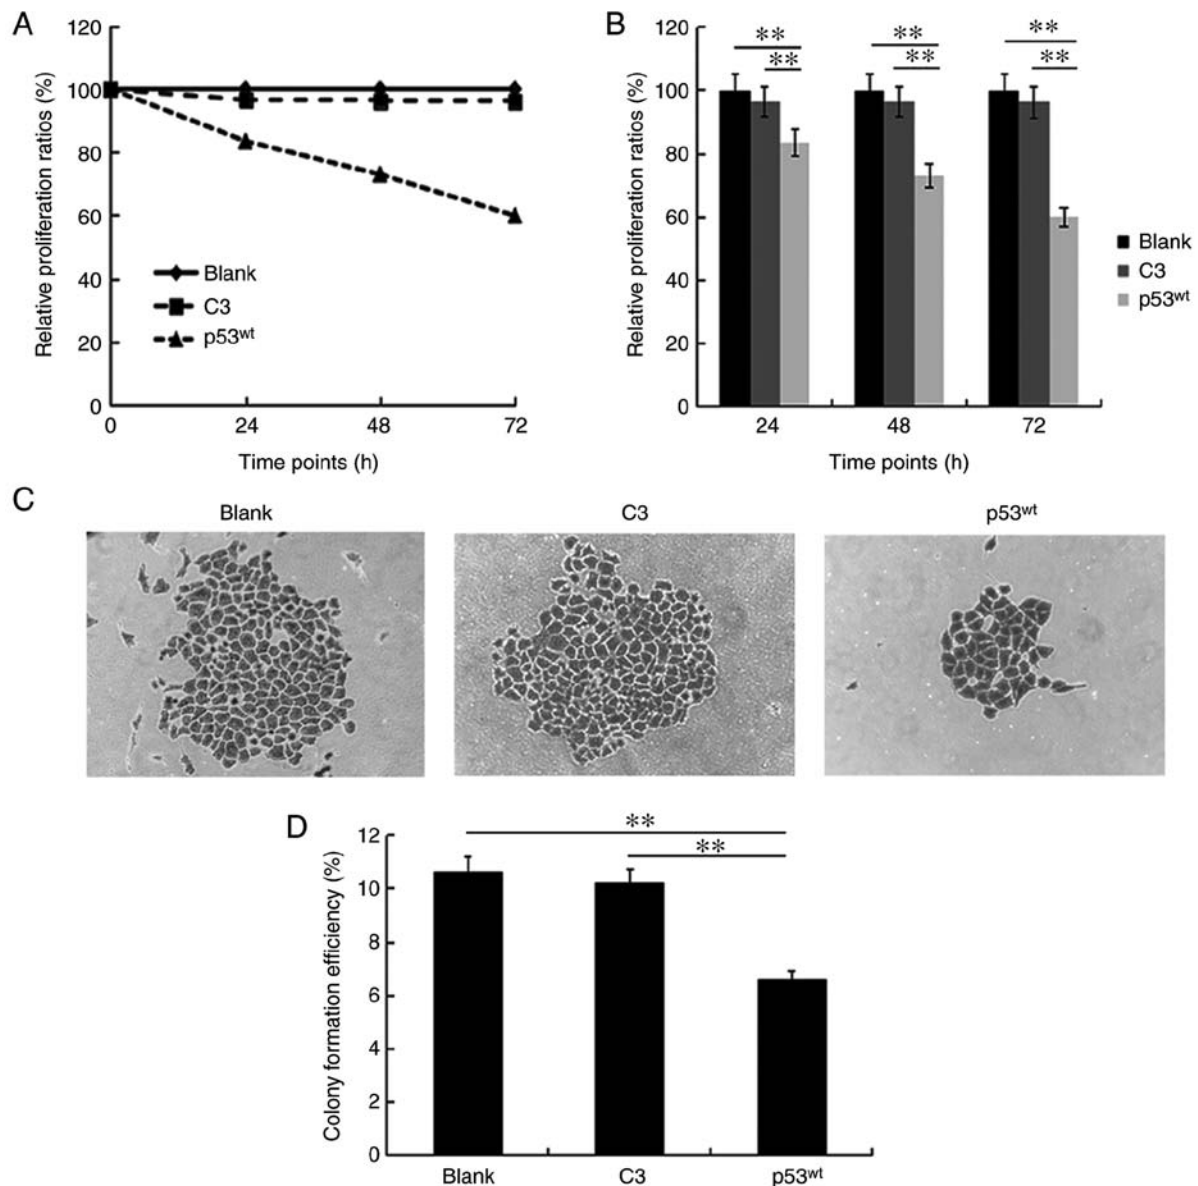 A
Relative proliferation ratios (%)
120
100
80
60
40
20
0
Blank
C3
p53wt
0 24 48 72
Time points (h)
B
Relative proliferation ratios (%)
120
100
80
60
40
20
0
** ** **
** ** **
Blank
C3
p53wt
24 48 72
Time points (h)
C
Blank C3 p53wt
D
Colony formation efficiency (%)
12
10
8
6
4
2
0
**
**
Blank C3 p53wt